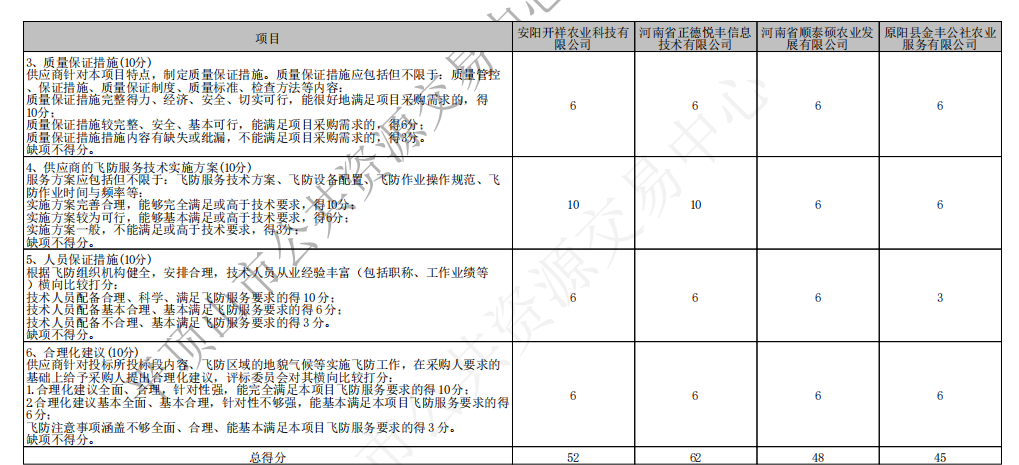 项目
安阳开祥农业科技有
限公司
河南省正德悦丰信息
技术有限公司
河南省顺泰硕农业发
展有限公司
原阳县金丰公社农业
服务有限公司
3、质量保证措施(10分)
供应商针对本项目特点，制定质量保证措施。质量保证措施应包括但不限于：质量管控
、保证措施、质量保证制度、质量标准、检查方法等内容：
质量保证措施完整得力、经济、安全、切实可行，能很好地满足项目采购需求的，得
10分；
质量保证措施较完整、安全、基本可行，能满足项目采购需求的，得6分；
质量保证措施措施内容有缺失或纰漏，不能满足项目采购需求的，得3分。
缺项不得分。
6
6
6
6
4、供应商的飞防服务技术实施方案(10分)
服务方案应包括但不限于：飞防服务技术方案、飞防设备配置、飞防作业操作规范、飞
防作业时间与频率等；
实施方案完善合理，能够完全满足或高于技术要求，得10分；
实施方案较为可行，能够基本满足或高于技术要求，得6分；
实施方案一般，不能满足或高于技术要求，得3分；
缺项不得分。
10
10
6
6
5、人员保证措施(10分)
根据飞防组织机构健全，安排合理，技术人员从业经验丰富（包括职称、工作业绩等
）横向比较打分：
技术人员配备合理、科学、满足飞防服务要求的得10分；
技术人员配备基本合理、基本满足飞防服务要求的得6分；
技术人员配备不合理、基本满足飞防服务要求的得3分。
缺项不得分。
6
6
6
3
6、合理化建议(10分)
供应商针对投标所投标段内容、飞防区域的地貌气候等实施飞防工作，在采购人要求的
基础上给予采购人提出合理化建议，评标委员会对其横向比较打分：
1.合理化建议全面、合理，针对性强，能完全满足本项目飞防服务要求的得10分；
2合理化建议基本全面、基本合理，针对性不够强，能基本满足本项目飞防服务要求的得
6分；
飞防注意事项涵盖不够全面、合理、能基本满足本项目飞防服务要求的得3分。
缺项不得分。
6
6
6
6
总得分
52
62
48
45
平顶山市公共资源交易中心
市公共资源交易中心